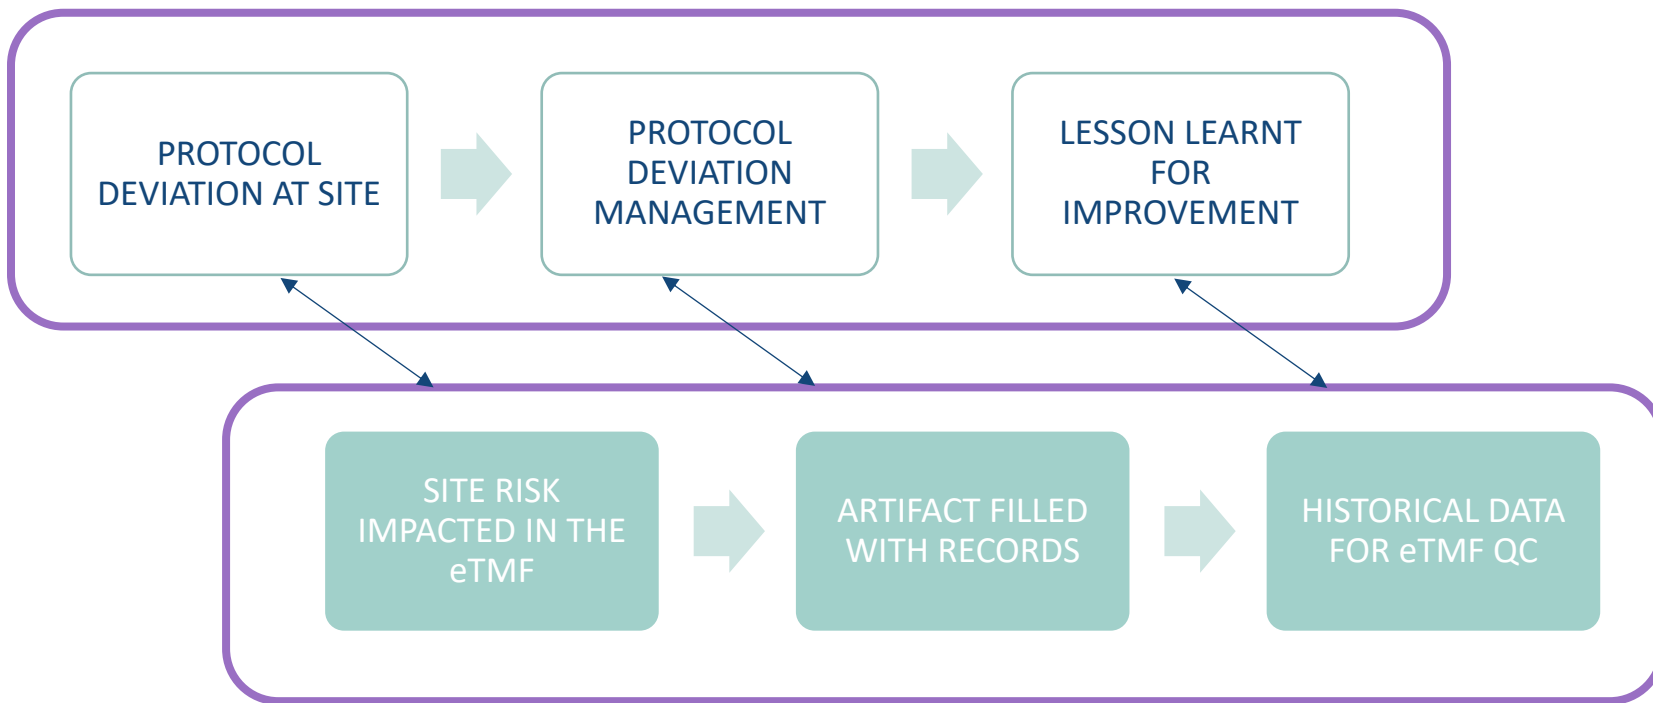 PROTOCOL
DEVIATION AT SITE
PROTOCOL
DEVIATION
MANAGEMENT
LESSON LEARNT
FOR
IMPROVEMENT
SITE RISK
IMPACTED IN THE
eTMF
ARTIFACT FILLED
WITH RECORDS
HISTORICAL DATA
FOR eTMF QC